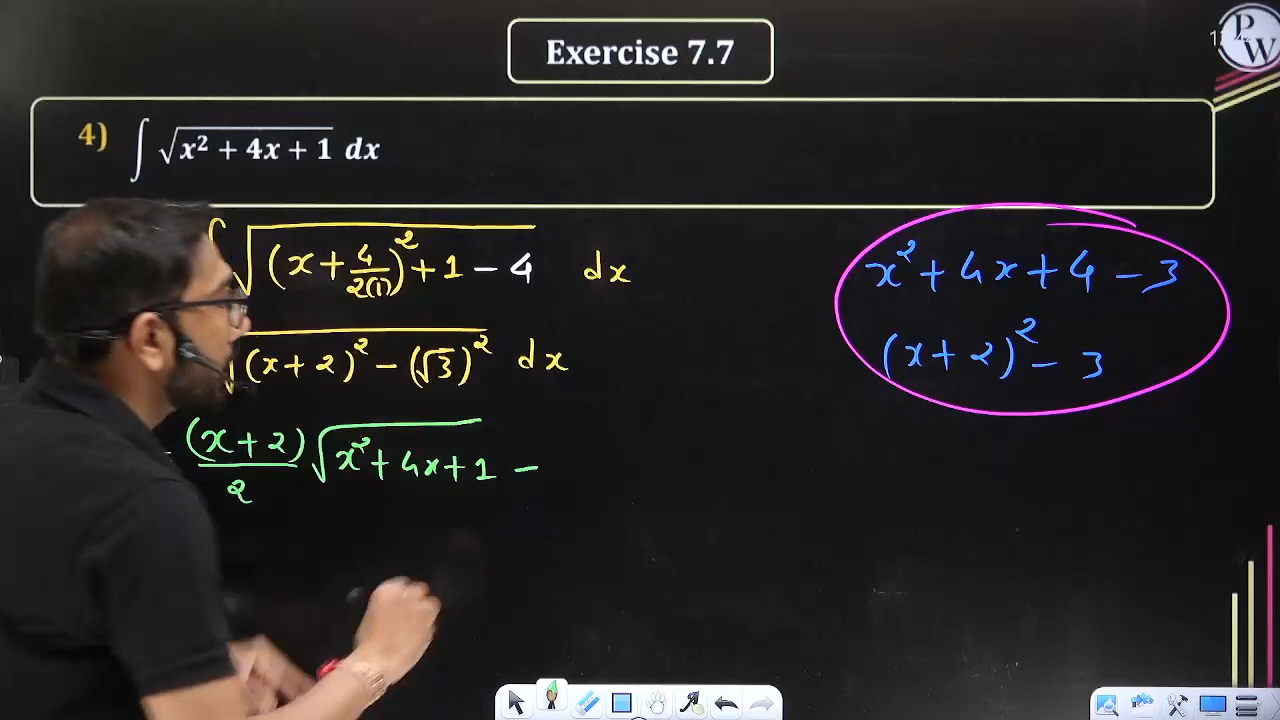 Exercise 7.7
PW
4) ∫ √(x² + 4x + 1) dx
√((x + 4/2(1))² + 1 - 4) dx
√((x + 2)² - (√3)²) dx
(x + 2)/2 √(x² + 4x + 1) -
x² + 4x + 4 - 3
(x + 2)² - 3